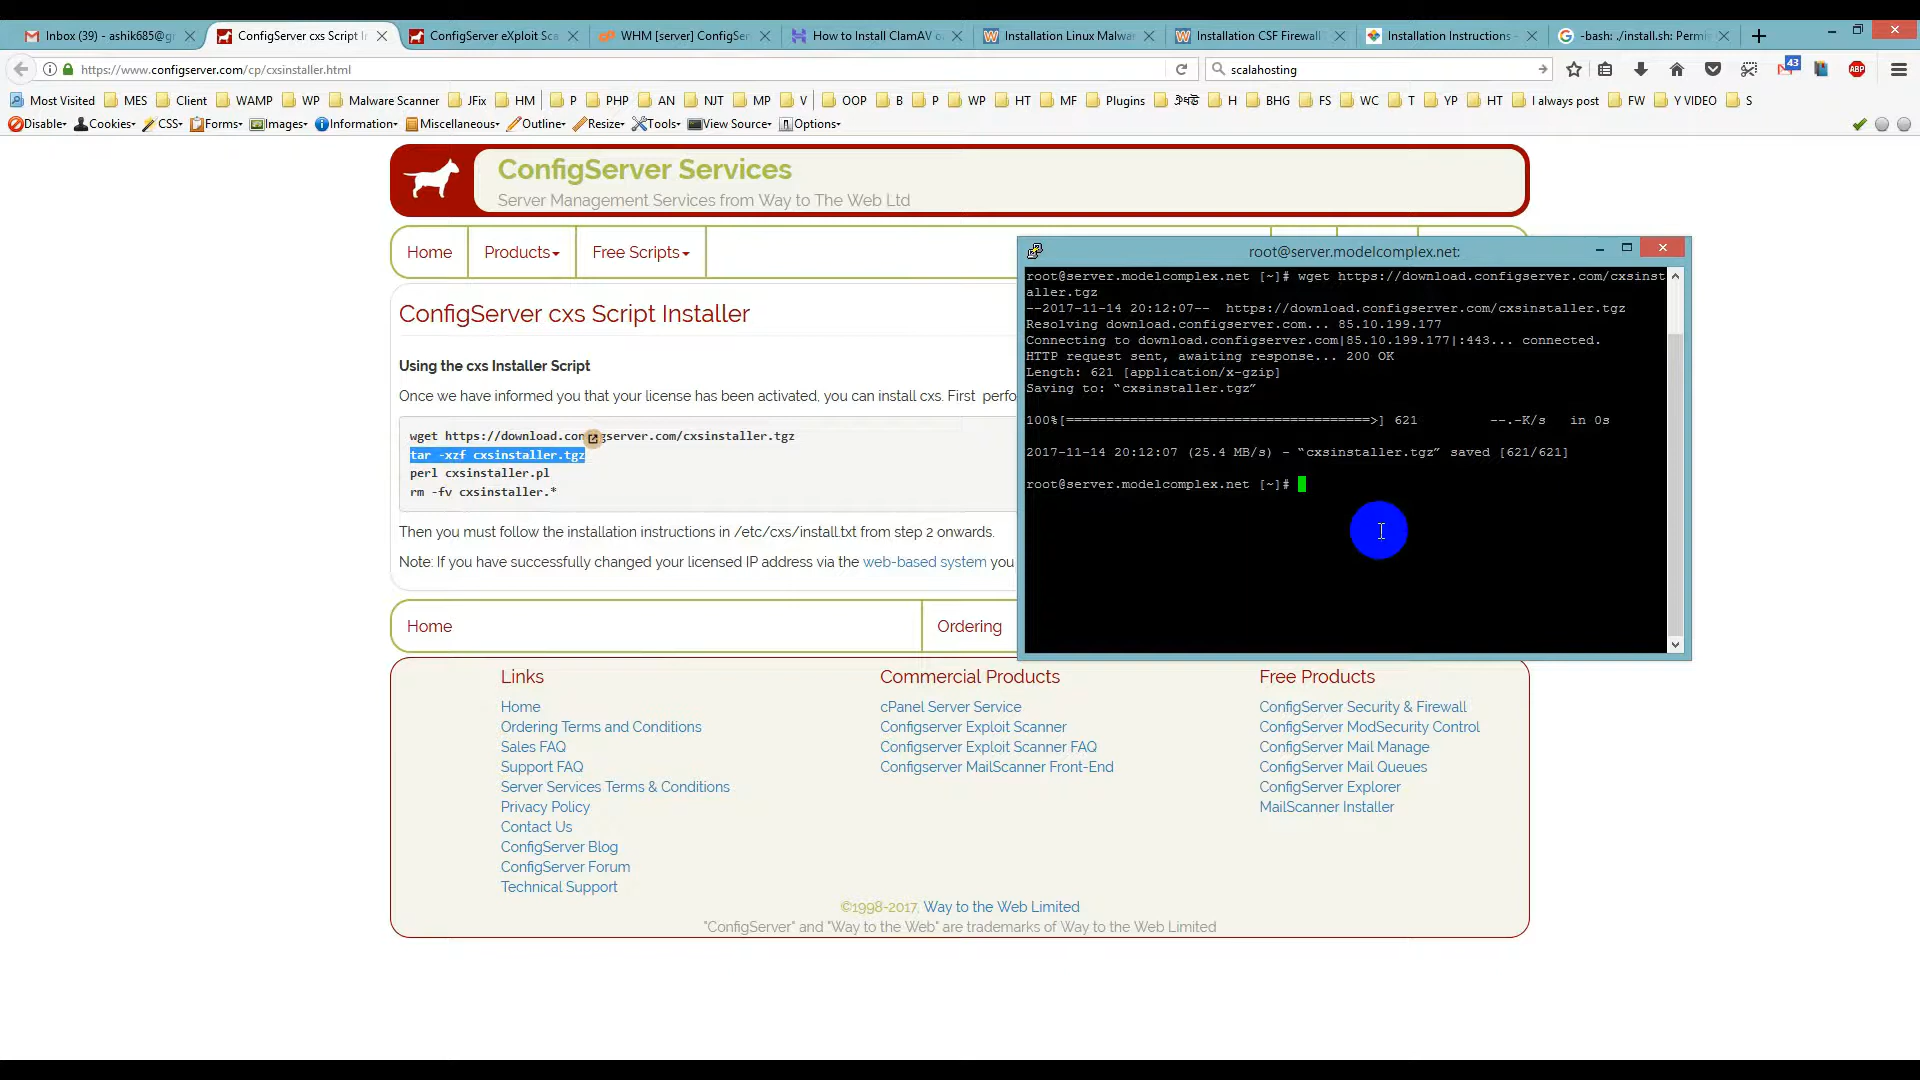 Inbox (39) - ashik685@g
ConfigServer cxs Script I
ConfigServer eXploit Sca
WHM [server] ConfigSer
How to Install ClamAV o
Installation Linux Malwa
Installation CSF Firewall
Installation Instructions -
-bash: ./install.sh: Permi
https://www.configserver.com/cp/cxsinstaller.html
scalahosting
43
ABP
Most Visited MES Client WAMP WP Malware Scanner JFix HM P PHP AN NJT MP V OOP B P WP HT MF Plugins H BHG FS WC T YP HT I always post FW Y VIDEO S
Disable Cookies CSS Forms Images Information Miscellaneous Outline Resize Tools View Source Options
ConfigServer Services
Server Management Services from Way to The Web Ltd
Home Products Free Scripts
ConfigServer cxs Script Installer
Using the cxs Installer Script
Once we have informed you that your license has been activated, you can install cxs. First perfo
wget https://download.con gserver.com/cxsinstaller.tgz
tar -xzf cxsinstaller.tgz
perl cxsinstaller.pl
rm -fv cxsinstaller.*
Then you must follow the installation instructions in /etc/cxs/install.txt from step 2 onwards.
Note: If you have successfully changed your licensed IP address via the web-based system you
root@server.modelcomplex.net:
root@server.modelcomplex.net [~]# wget https://download.configserver.com/cxsinst
aller.tgz
--2017-11-14 20:12:07-- https://download.configserver.com/cxsinstaller.tgz
Resolving download.configserver.com... 85.10.199.177
Connecting to download.configserver.com|85.10.199.177|:443... connected.
HTTP request sent, awaiting response... 200 OK
Length: 621 [application/x-gzip]
Saving to: “cxsinstaller.tgz”
100%[======================================>] 621 --.-K/s in 0s
2017-11-14 20:12:07 (25.4 MB/s) - “cxsinstaller.tgz” saved [621/621]
root@server.modelcomplex.net [~]#
Home Ordering
Links
Home
Ordering Terms and Conditions
Sales FAQ
Support FAQ
Server Services Terms & Conditions
Privacy Policy
Contact Us
ConfigServer Blog
ConfigServer Forum
Technical Support
Commercial Products
cPanel Server Service
Configserver Exploit Scanner
Configserver Exploit Scanner FAQ
Configserver MailScanner Front-End
Free Products
ConfigServer Security & Firewall
ConfigServer ModSecurity Control
ConfigServer Mail Manage
ConfigServer Mail Queues
ConfigServer Explorer
MailScanner Installer
©1998-2017, Way to the Web Limited
"ConfigServer" and "Way to the Web" are trademarks of Way to the Web Limited